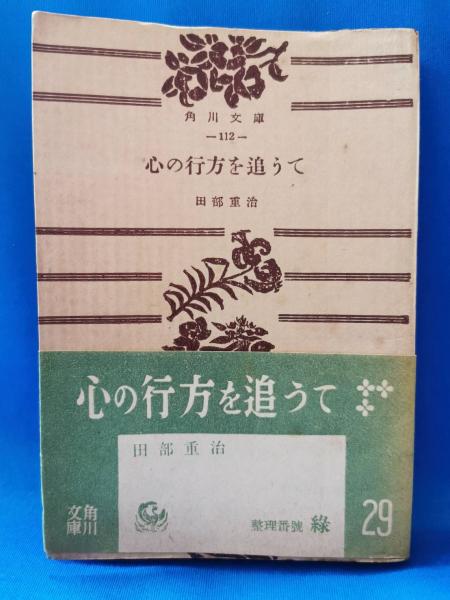 角川文庫
—112—
心の行方を追うて
田部重治
心の行方を追うて
田部重治
角川文庫
整理番號 綠
29